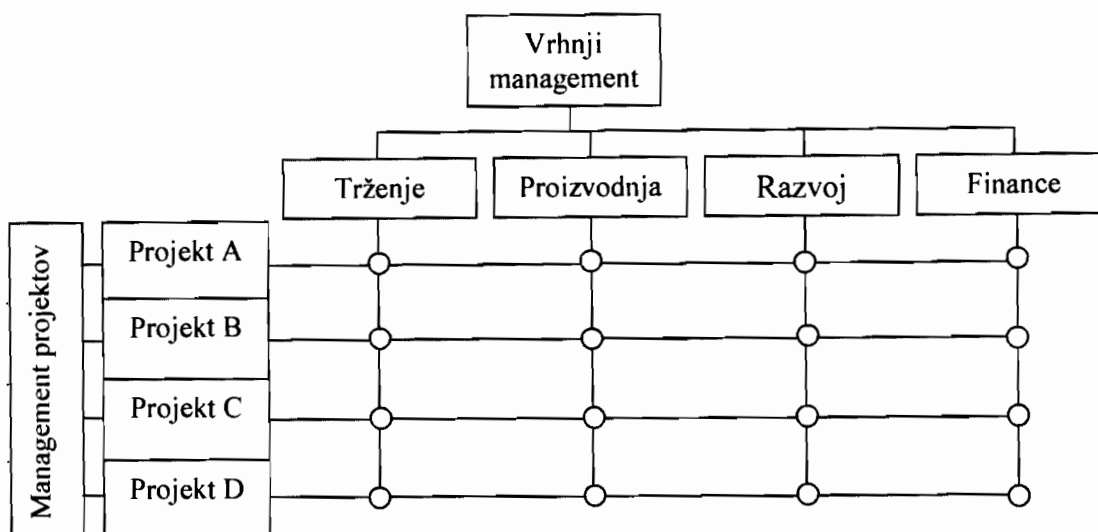 Vrhnji
management
Trženje
Proizvodnja
Razvoj
Finance
Management projektov
Projekt A
Projekt B
Projekt C
Projekt D